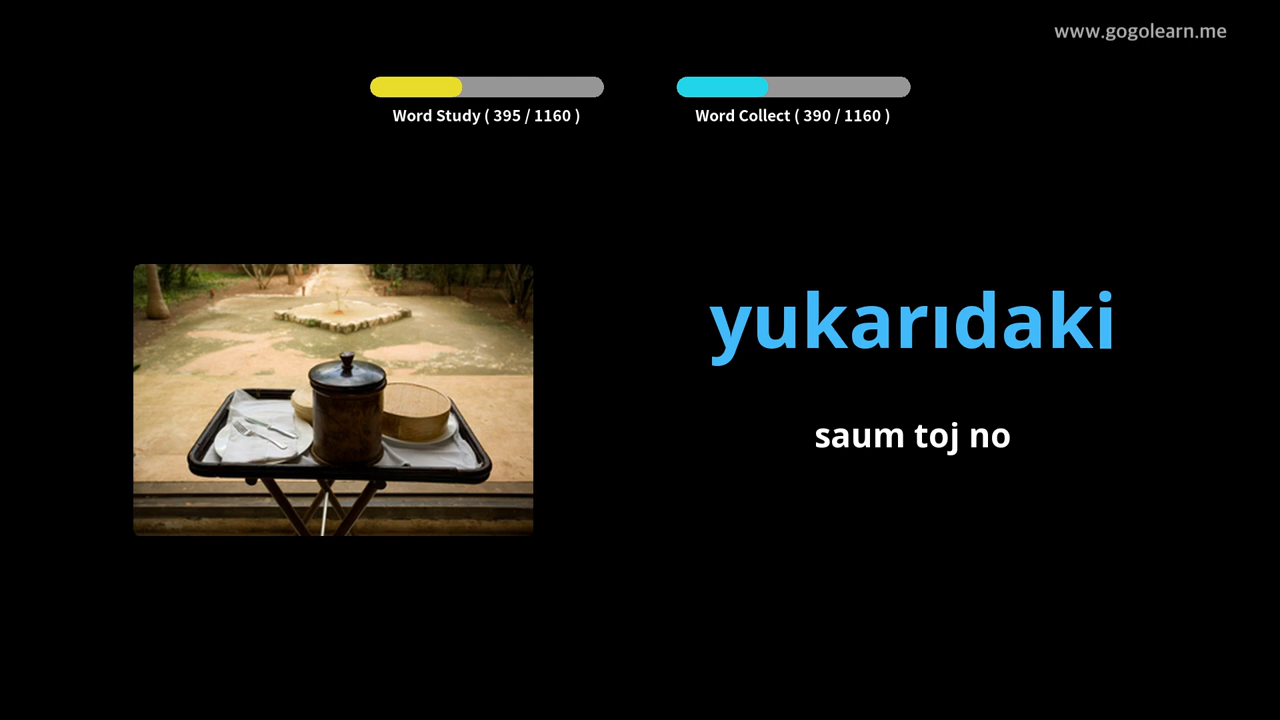 www.gogolearn.me
Word Study ( 395 / 1160 )
Word Collect ( 390 / 1160 )
yukarıdaki
saum toj no